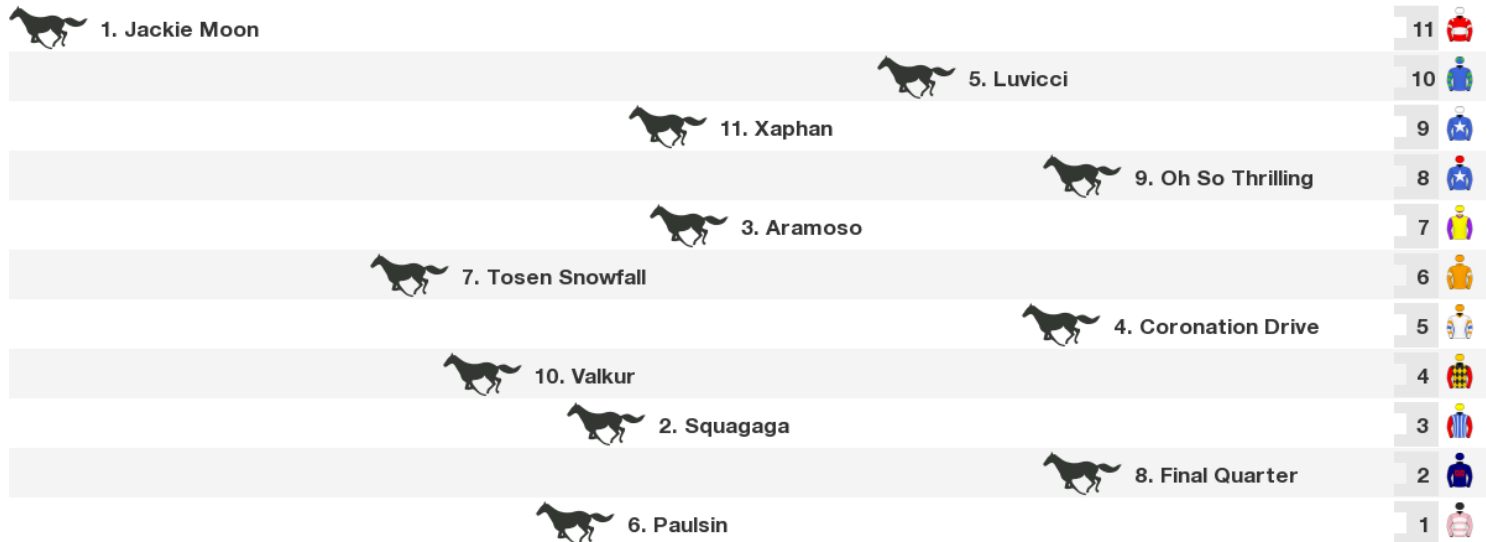 1. Jackie Moon 11
5. Luvicci 10
11. Xaphan 9
9. Oh So Thrilling 8
3. Aramoso 7
7. Tosen Snowfall 6
4. Coronation Drive 5
10. Valkur 4
2. Squagaga 3
8. Final Quarter 2
6. Paulsin 1